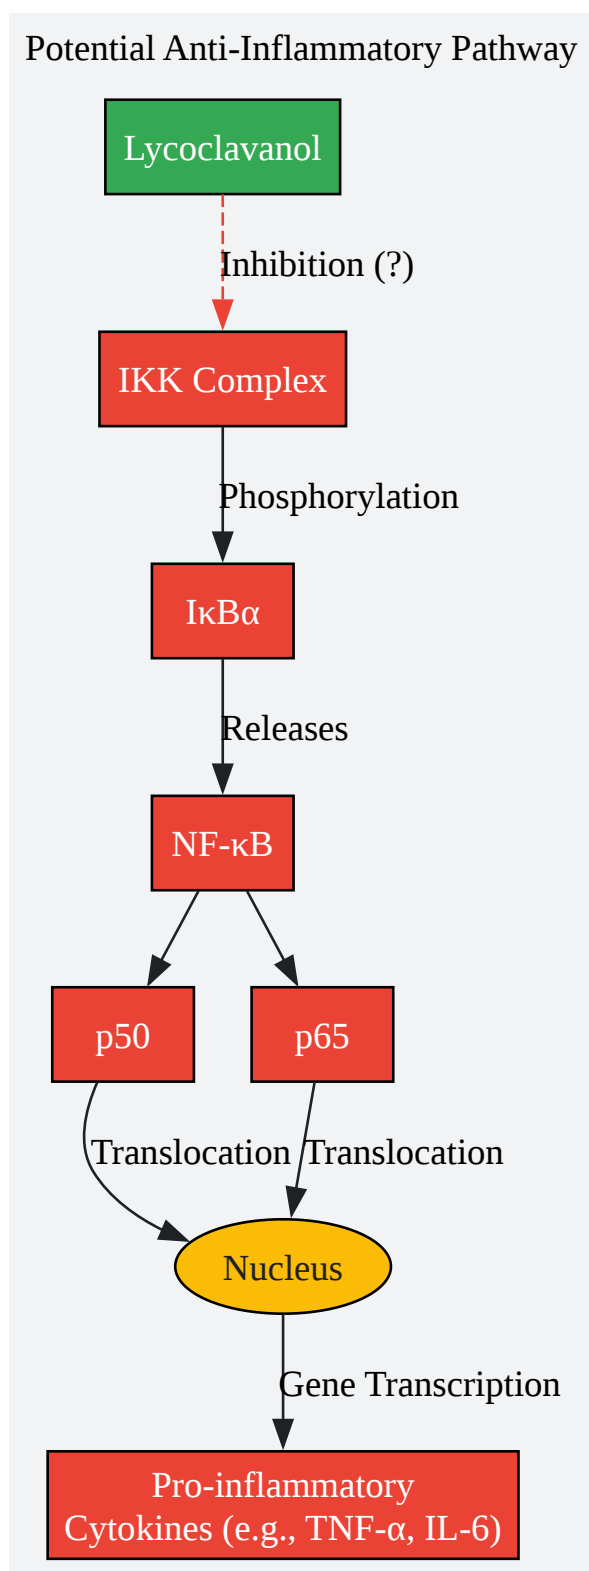 Potential Anti-Inflammatory Pathway
Lycoclavanol
Inhibition (?)
IKK Complex
Phosphorylation
IκBα
Releases
NF-κB
p50
p65
Translocation
Translocation
Nucleus
Gene Transcription
Pro-inflammatory
Cytokines (e.g., TNF-α, IL-6)